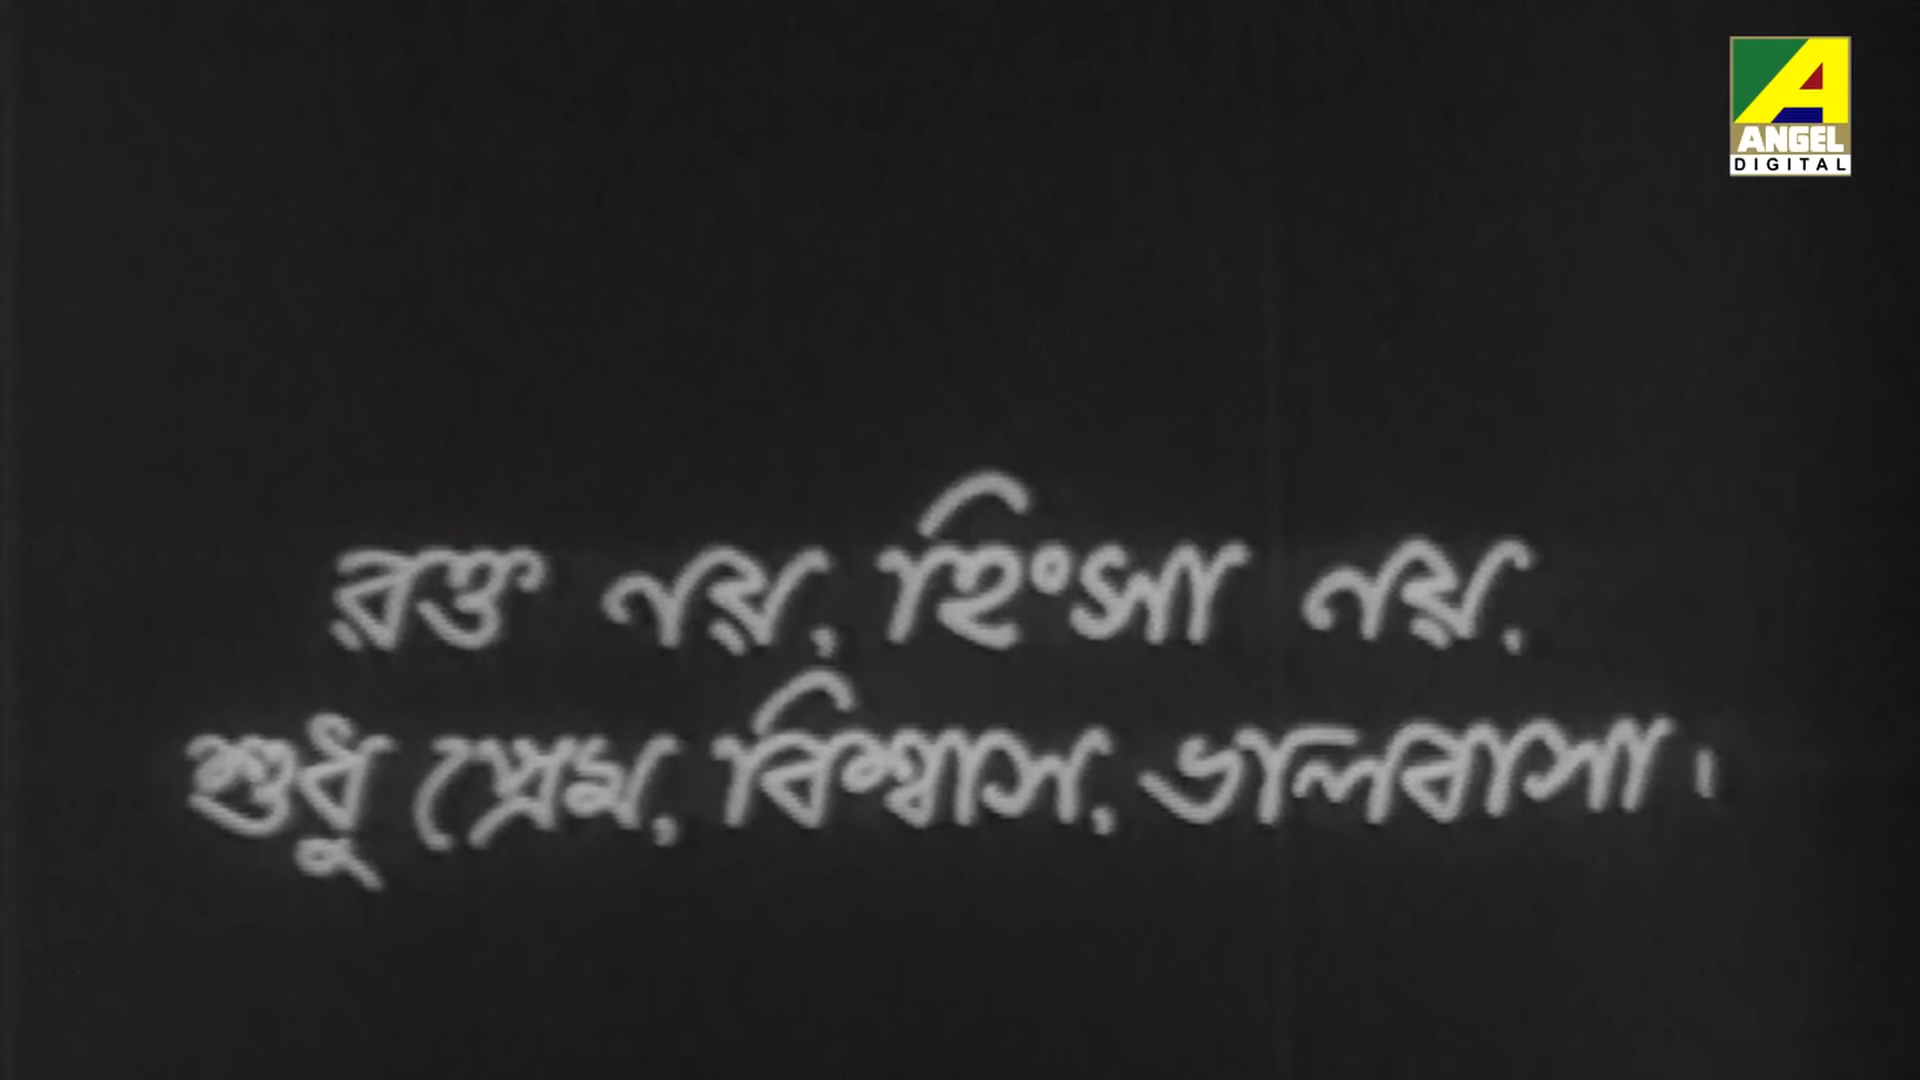 ANGEL
DIGITAL
রক্ত নয়, হিংসা নয়,
শুধু প্রেম, বিশ্বাস, ভালবাসা।